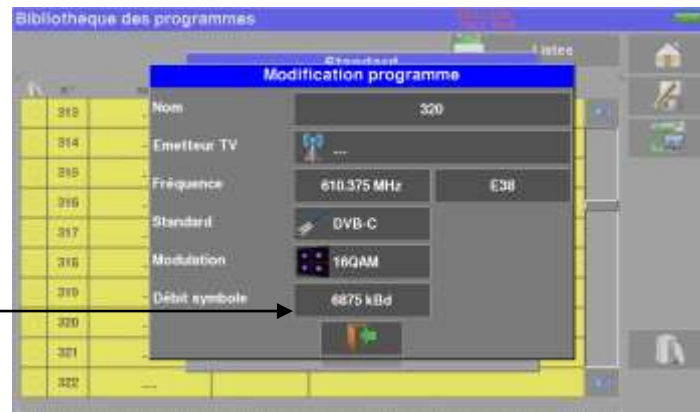 Bibliothèque des programmes
Listes
Standard
Modification programme
Nom 320
Emetteur TV ...
Fréquence 610.375 MHz E38
Standard DVB-C
Modulation 16QAM
Débit symbole 6875 kBd
313
314
315
316
317
318
319
320
321
322 ...